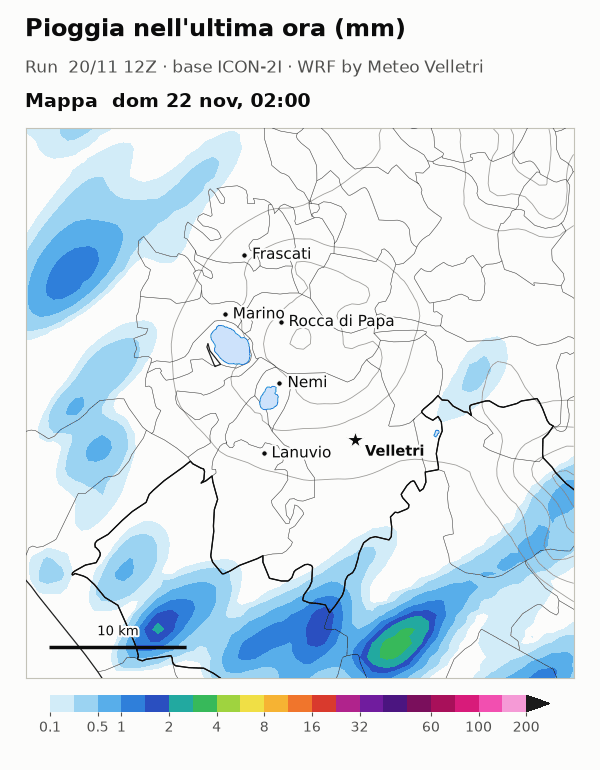 Pioggia nell'ultima ora (mm)
Run  20/11 12Z · base ICON-2I · WRF by Meteo Velletri
Mappa  dom 22 nov, 02:00
Frascati
Marino
Rocca di Papa
Nemi
Velletri
Lanuvio
10 km
0.1 0.5 1 2 4 8 16 32 60 100 200